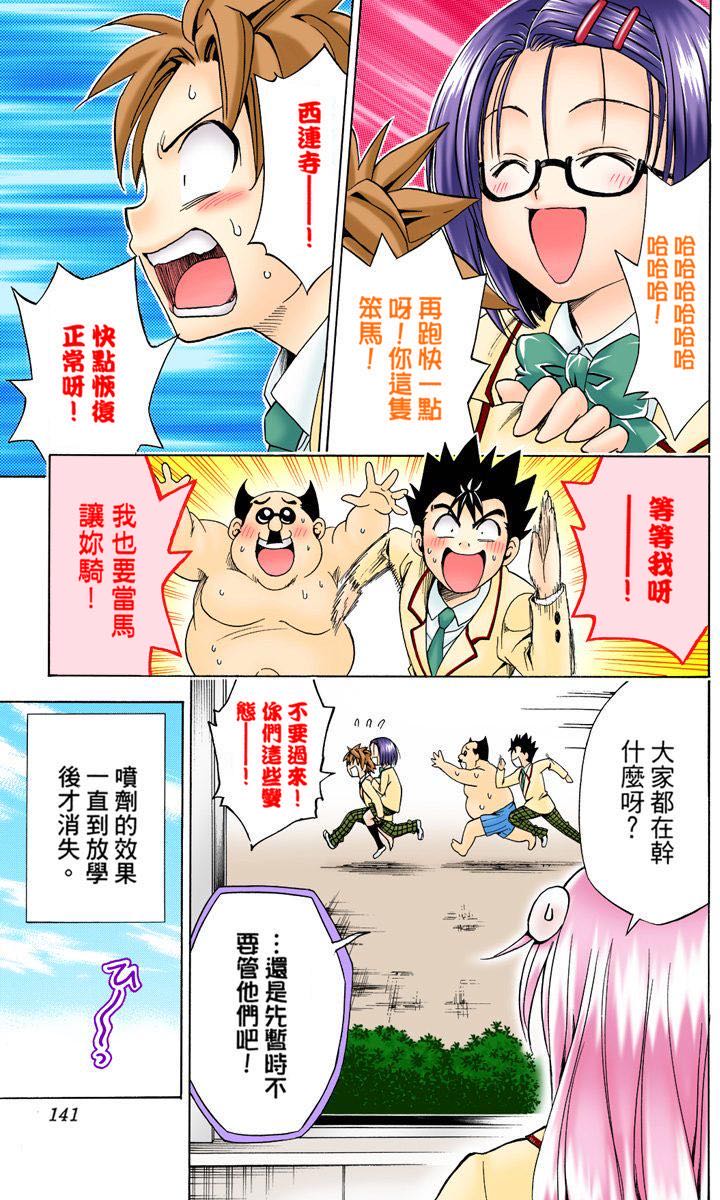 哈哈哈哈哈哈
哈哈哈！
再跑快一點
呀！你這隻
笨馬！
西連寺——！
快點恢復
正常呀！
等等我呀
——！
我也要當馬
讓妳騎！
大家都在幹
什麼呀？
不要過來！
你們這些變
態——！
…還是先暫時不
要管他們吧！
噴劑的效果
一直到放學
後才消失。
ひ〜〜っ
141